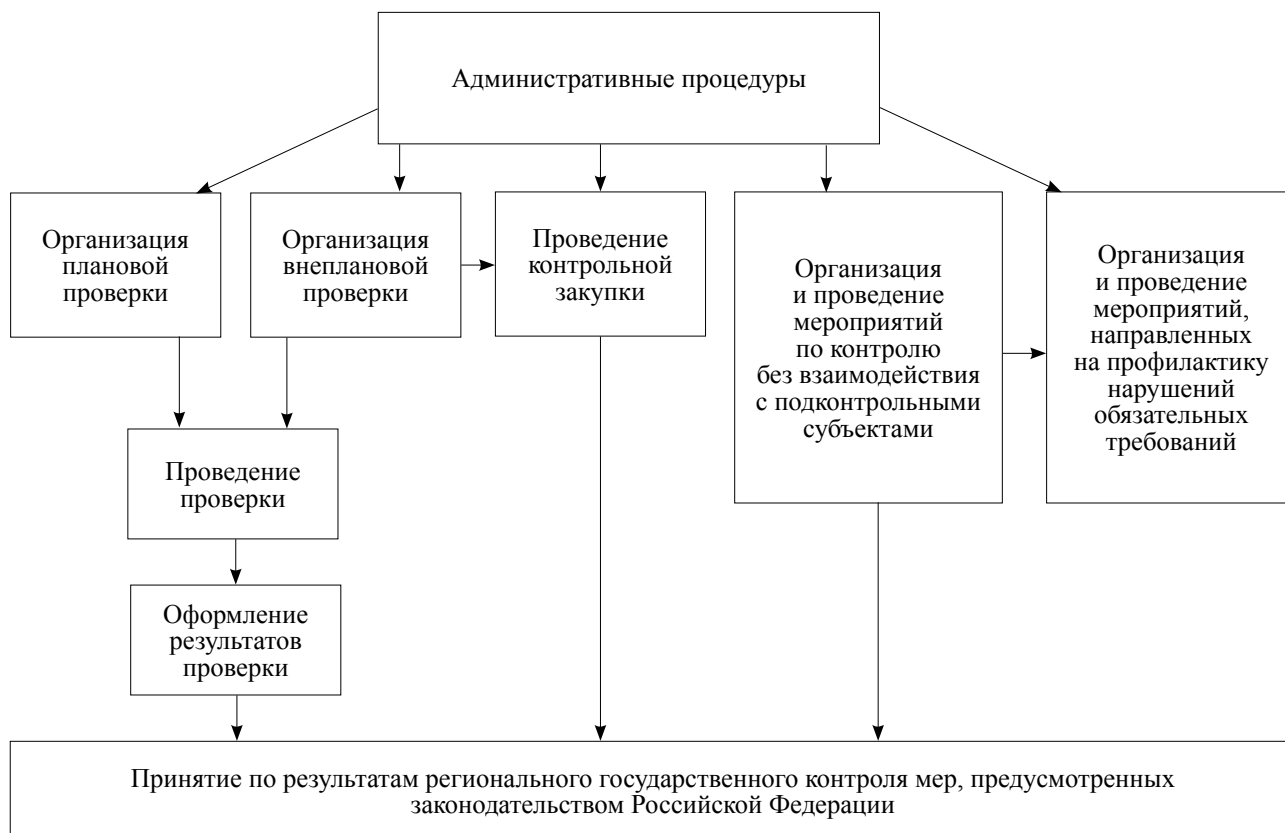 Административные процедуры
Организация
плановой
проверки
Организация
внеплановой
проверки
Проведение
контрольной
закупки
Организация
и проведение
мероприятий
по контролю
без взаимодействия
с подконтрольными
субъектами
Организация
и проведение
мероприятий,
направленных
на профилактику
нарушений
обязательных
требований
Проведение
проверки
Оформление
результатов
проверки
Принятие по результатам регионального государственного контроля мер, предусмотренных
законодательством Российской Федерации